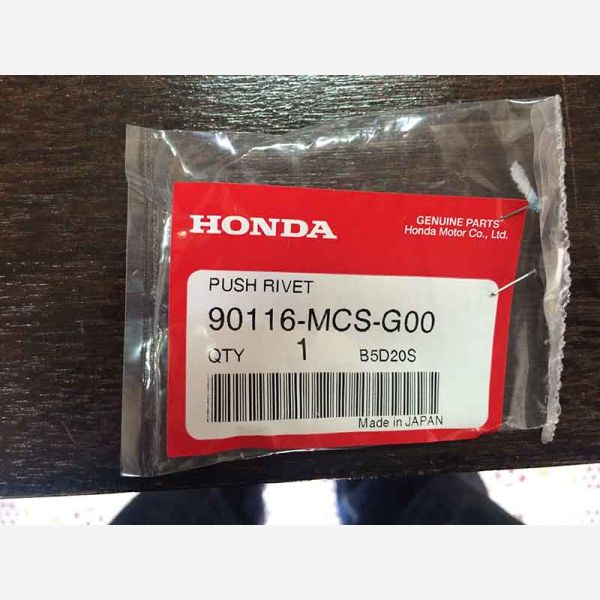 HONDA
GENUINE PARTS
Honda Motor Co., Ltd.
PUSH RIVET
90116-MCS-G00
QTY 1 B5D20S
Made in JAPAN